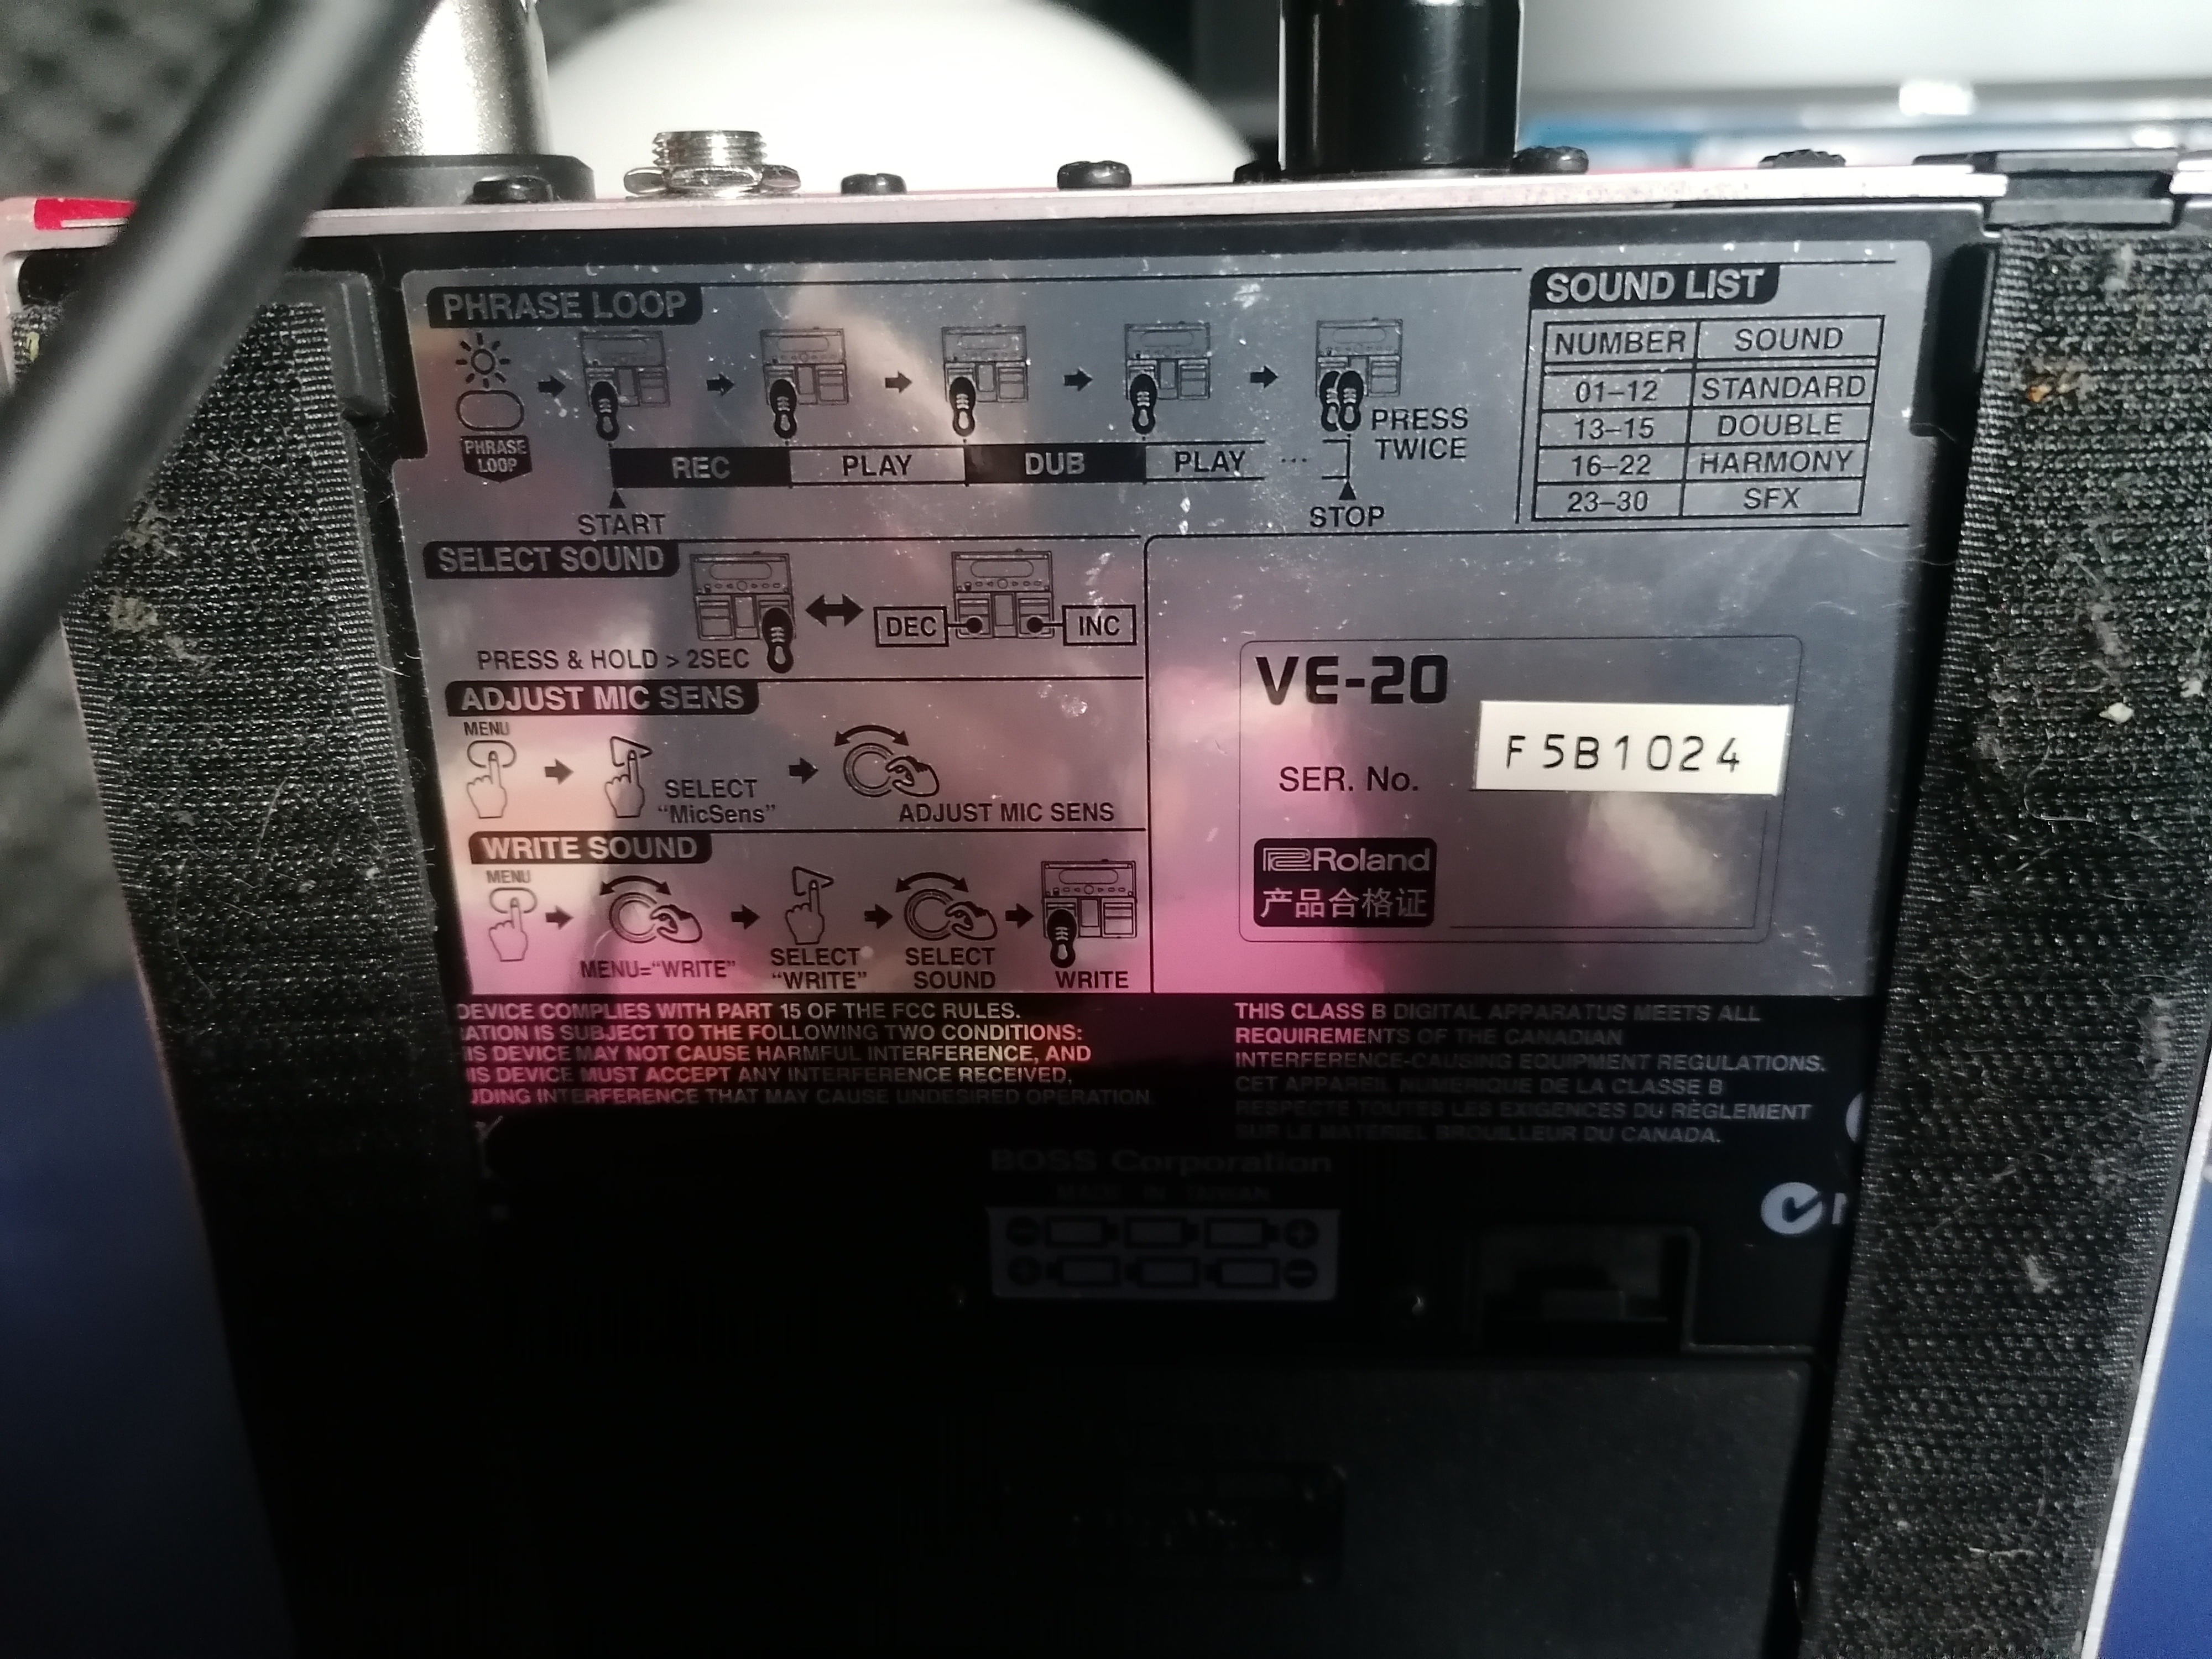 PHRASE LOOP
PHRASE
LOOP
REC
PLAY
DUB
PLAY
...
PRESS
TWICE
START
STOP
SOUND LIST
NUMBER SOUND
01–12 STANDARD
13–15 DOUBLE
16–22 HARMONY
23–30 SFX
SELECT SOUND
DEC
INC
PRESS & HOLD > 2SEC
ADJUST MIC SENS
MENU
SELECT
“MicSens”
ADJUST MIC SENS
WRITE SOUND
MENU
MENU=“WRITE”
SELECT
“WRITE”
SELECT
SOUND
WRITE
VE-20
SER. No.
F5B1024
Roland
产品合格证
DEVICE COMPLIES WITH PART 15 OF THE FCC RULES.
ATION IS SUBJECT TO THE FOLLOWING TWO CONDITIONS:
IS DEVICE MAY NOT CAUSE HARMFUL INTERFERENCE, AND
IS DEVICE MUST ACCEPT ANY INTERFERENCE RECEIVED,
UDING INTERFERENCE THAT MAY CAUSE UNDESIRED OPERATION.
THIS CLASS B DIGITAL APPARATUS MEETS ALL
REQUIREMENTS OF THE CANADIAN
INTERFERENCE-CAUSING EQUIPMENT REGULATIONS.
CET APPAREIL NUMERIQUE DE LA CLASSE B
RESPECTE TOUTES LES EXIGENCES DU RÈGLEMENT
SUR LE MATERIEL BROUILLEUR DU CANADA.
BOSS Corporation
MADE IN TAIWAN